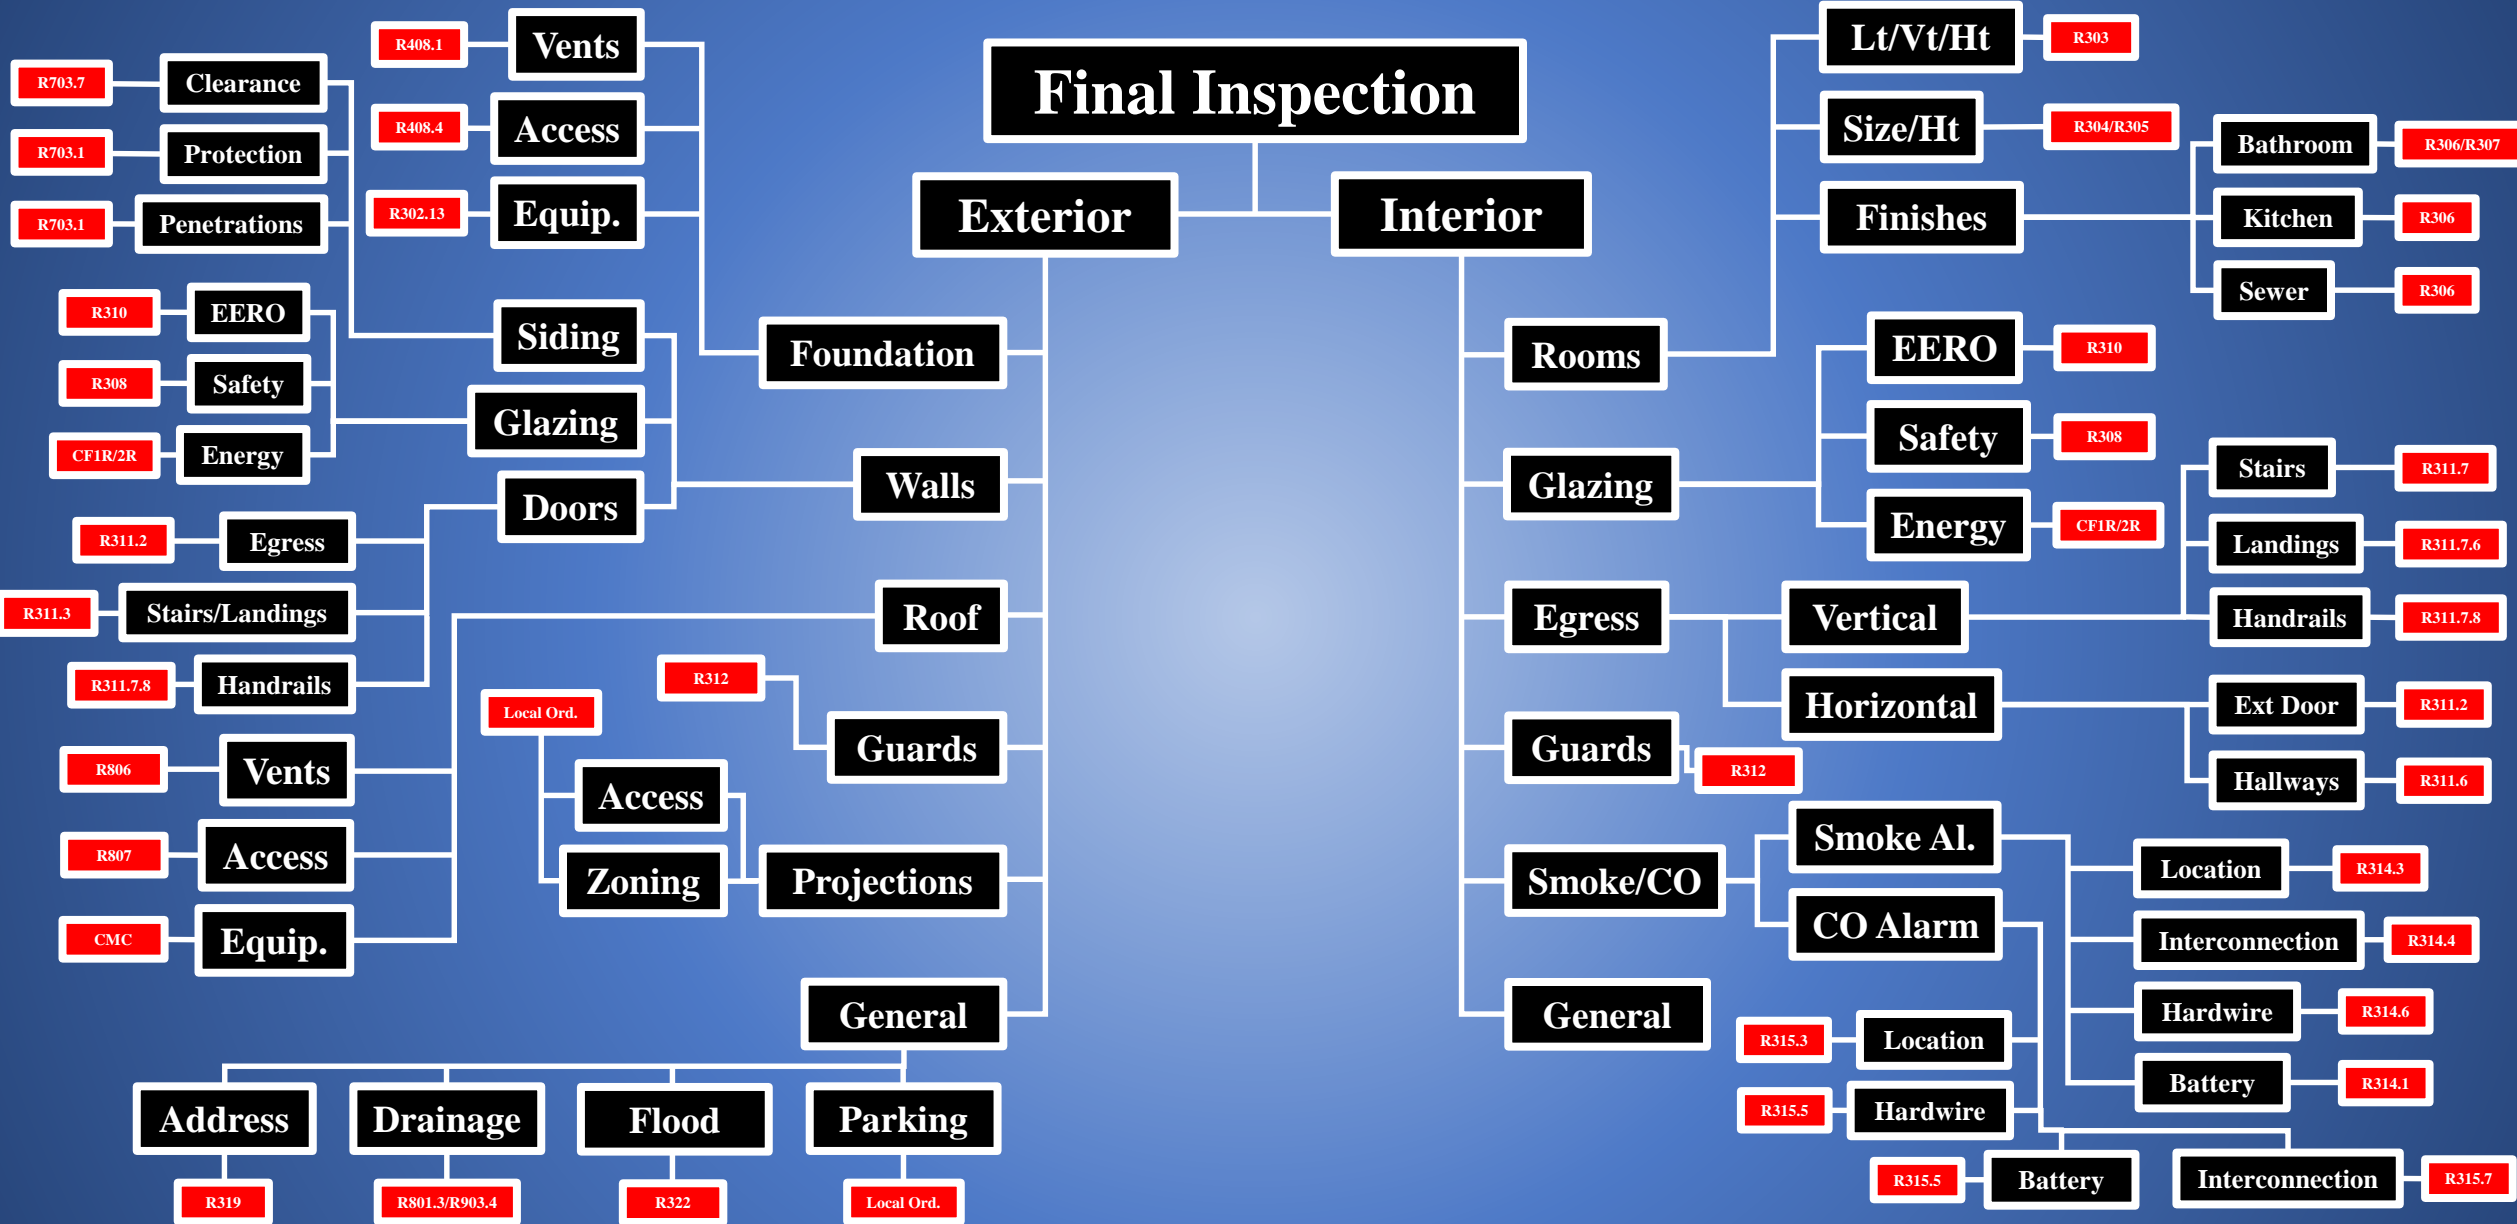 Final Inspection
Exterior
Interior
Foundation
Vents
R408.1
Access
R408.4
Equip.
R302.13
Walls
Siding
Clearance
R703.7
Protection
R703.1
Penetrations
R703.1
Glazing
EERO
R310
Safety
R308
Energy
CF1R/2R
Doors
Egress
R311.2
Stairs/Landings
R311.3
Handrails
R311.7.8
Roof
Vents
R806
Access
R807
Equip.
CMC
Guards
R312
Projections
Access
Zoning
Local Ord.
General
Address
R319
Drainage
R801.3/R903.4
Flood
R322
Parking
Local Ord.
Rooms
Lt/Vt/Ht
R303
Size/Ht
R304/R305
Finishes
Bathroom
R306/R307
Kitchen
R306
Sewer
R306
Glazing
EERO
R310
Safety
R308
Energy
CF1R/2R
Egress
Vertical
Stairs
R311.7
Landings
R311.7.6
Handrails
R311.7.8
Horizontal
Ext Door
R311.2
Hallways
R311.6
Guards
R312
Smoke/CO
Smoke Al.
Location
R314.3
Interconnection
R314.4
Hardwire
R314.6
Battery
R314.1
CO Alarm
Location
R315.3
Hardwire
R315.5
Battery
R315.5
Interconnection
R315.7
General